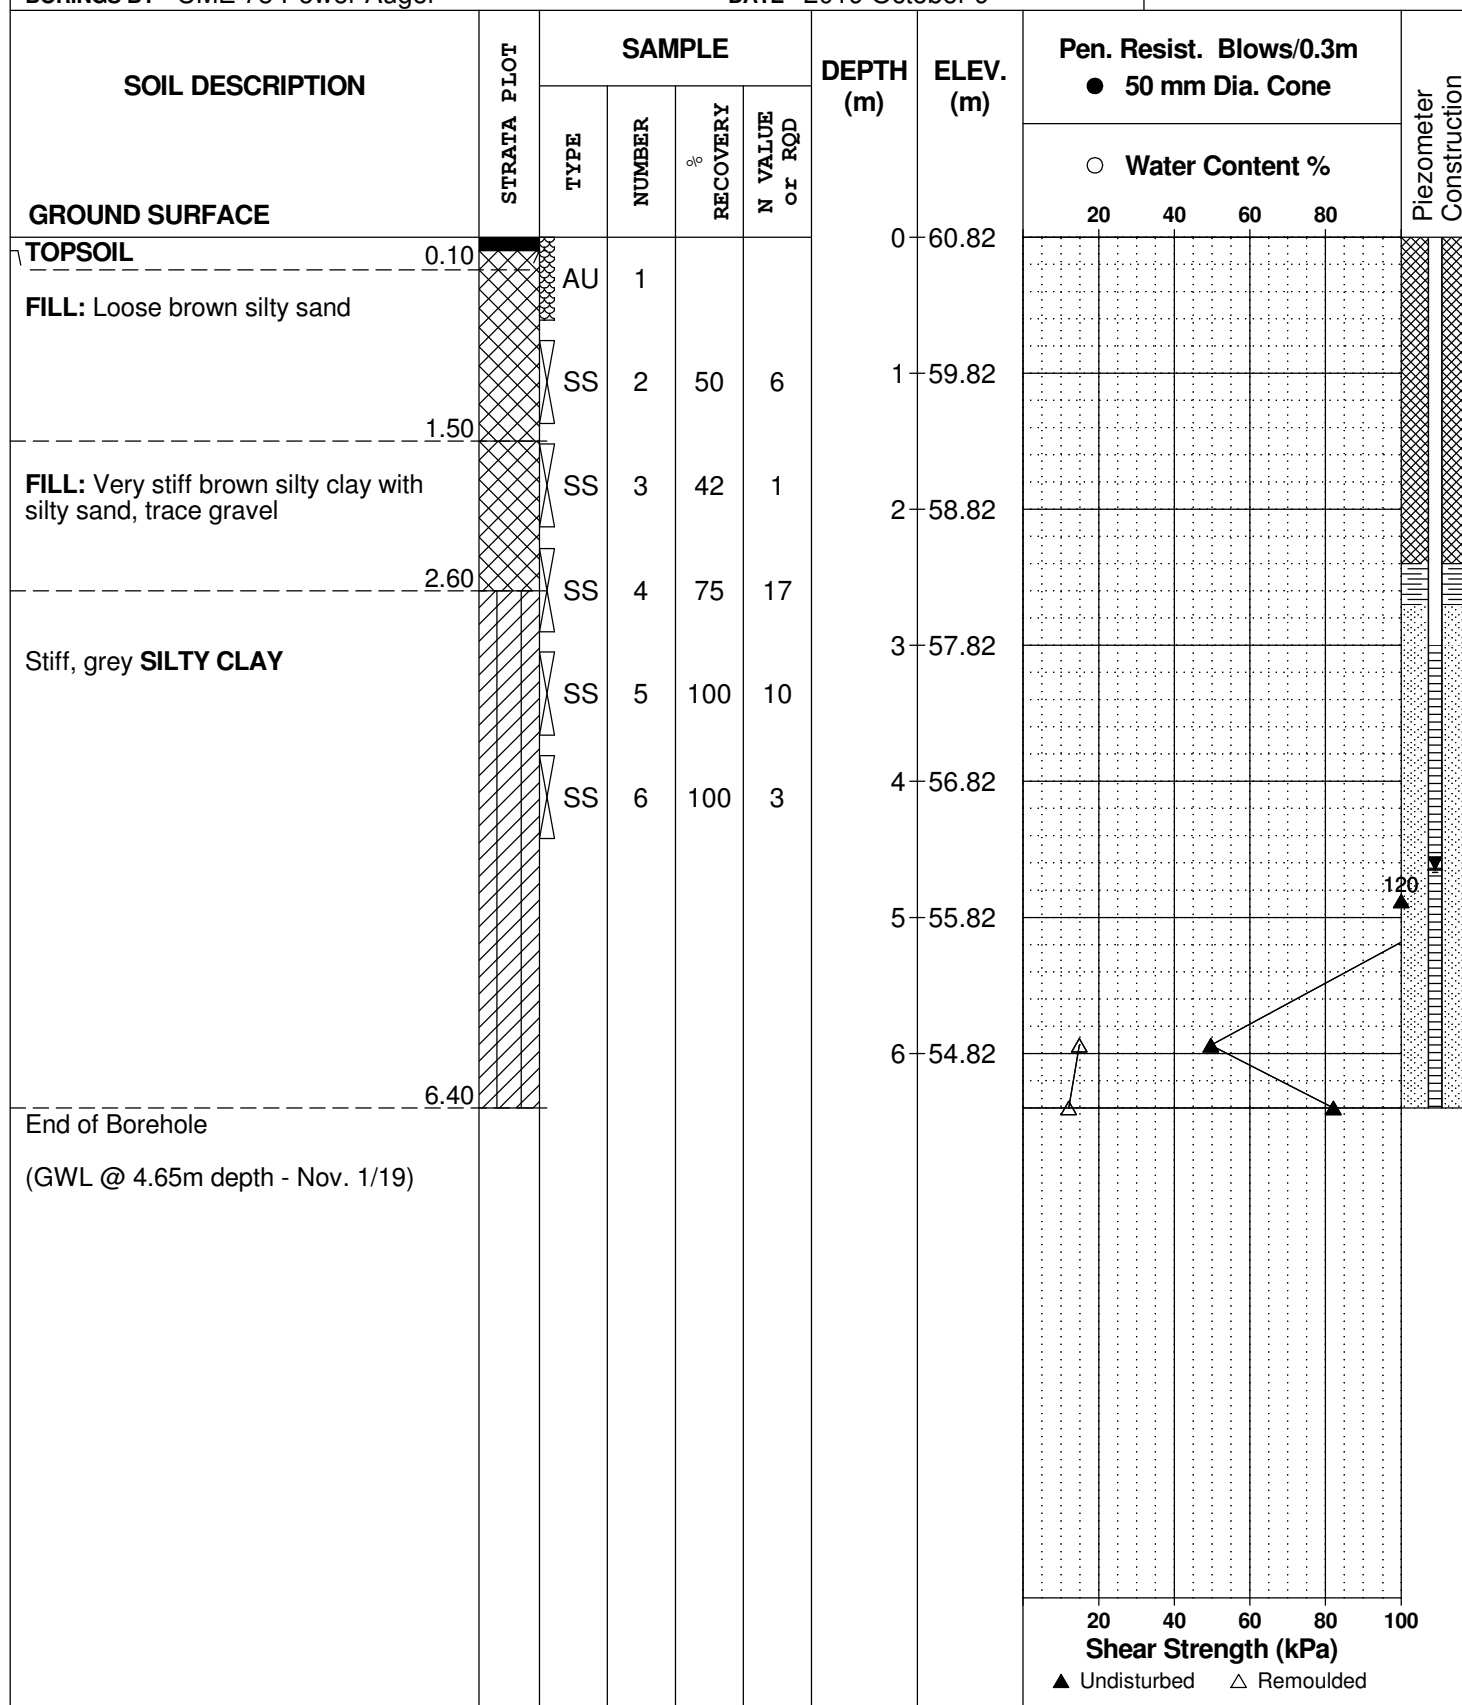 SOIL DESCRIPTION
GROUND SURFACE
STRATA PLOT
SAMPLE
TYPE
NUMBER
% RECOVERY
N VALUE or RQD
DEPTH (m)
ELEV. (m)
Pen. Resist. Blows/0.3m
● 50 mm Dia. Cone
○ Water Content %
20 40 60 80
Piezometer Construction
TOPSOIL 0.10
FILL: Loose brown silty sand
1.50
FILL: Very stiff brown silty clay with
silty sand, trace gravel
2.60
Stiff, grey SILTY CLAY
6.40
End of Borehole
(GWL @ 4.65m depth - Nov. 1/19)
AU 1
SS 2 50 6
SS 3 42 1
SS 4 75 17
SS 5 100 10
SS 6 100 3
0 60.82
1 59.82
2 58.82
3 57.82
4 56.82
5 55.82
6 54.82
120
20 40 60 80 100
Shear Strength (kPa)
▲ Undisturbed △ Remoulded